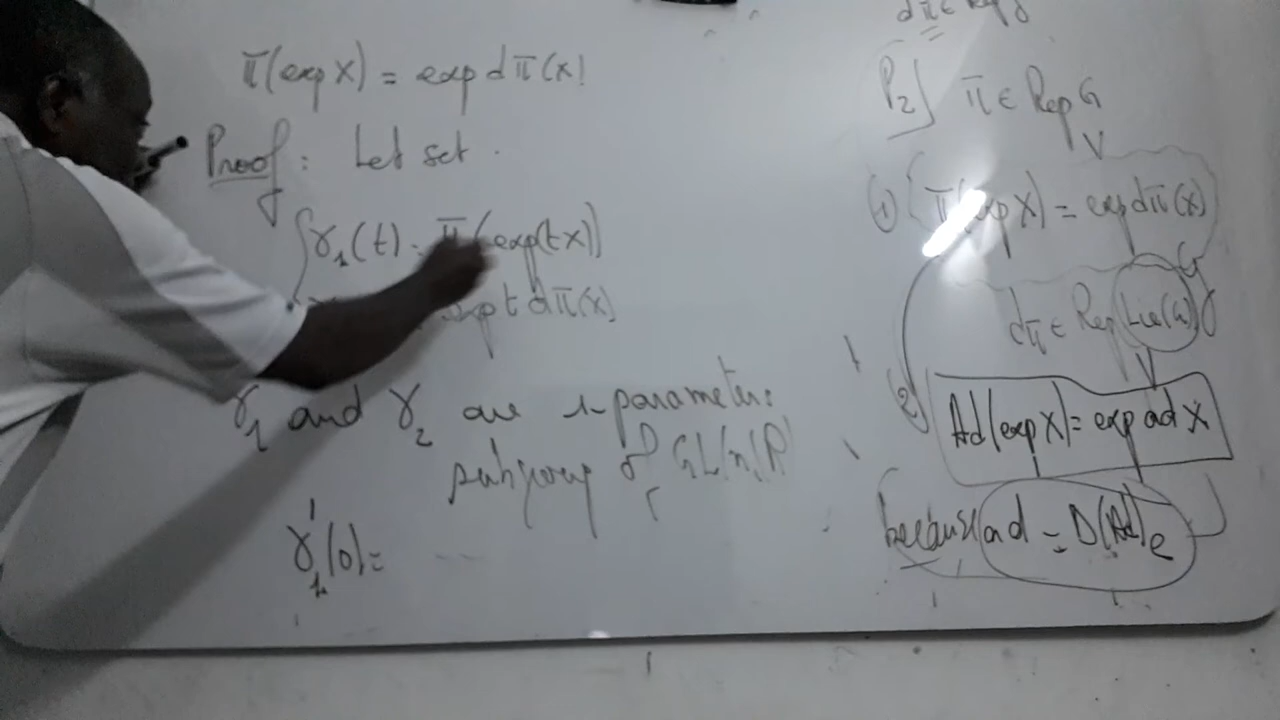 π(exp X) = exp dπ(X)
Proof : Let set .
γ₁(t) = π(exp(tX))
exp t dπ(X)
γ₁ and γ₂ are 1-parameter
subgroup of GL(n, R)
γ₁'(0) =
dπ ∈ Rep g
P₂] π ∈ Rep G
V
(1) π(exp X) = exp dπ(X)
dπ ∈ Rep Lie(G)
V
(2) Ad(exp X) = exp ad X
because ad = D(Ad)e